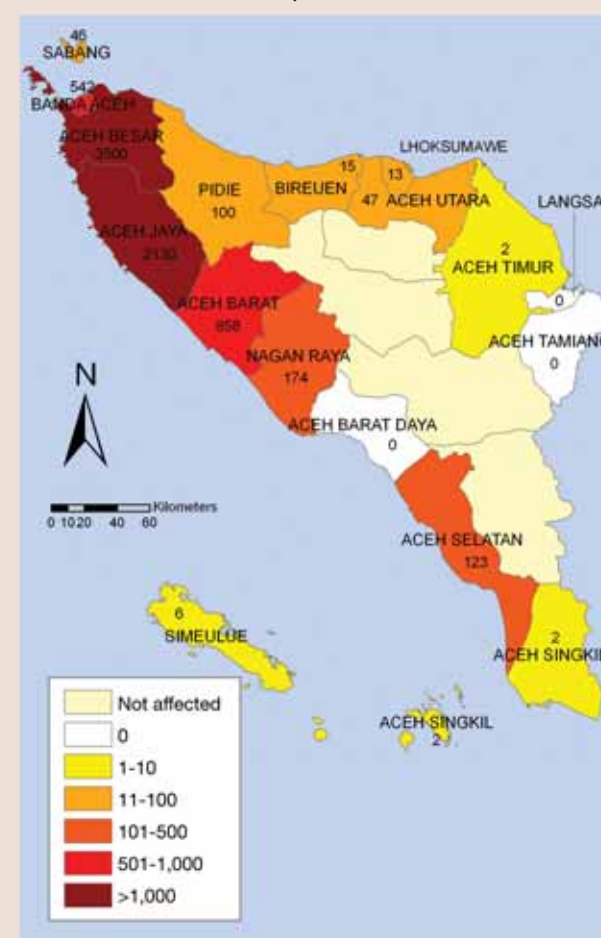 46
SABANG
542
BANDA ACEH
ACEH BESAR
3500
LHOKSUMAWE
15
13
PIDIE
BIREUEN
47
ACEH UTARA
100
LANGSA
ACEH JAYA
2130
2
ACEH TIMUR
ACEH BARAT
0
858
ACEH TAMIANG
0
NAGAN RAYA
174
N
ACEH BARAT DAYA
0
Kilometers
0 10 20 40 60
ACEH SELATAN
123
6
SIMEULUE
2
ACEH SINGKIL
ACEH SINGKIL
2
Not affected
0
1-10
11-100
101-500
501-1,000
>1,000